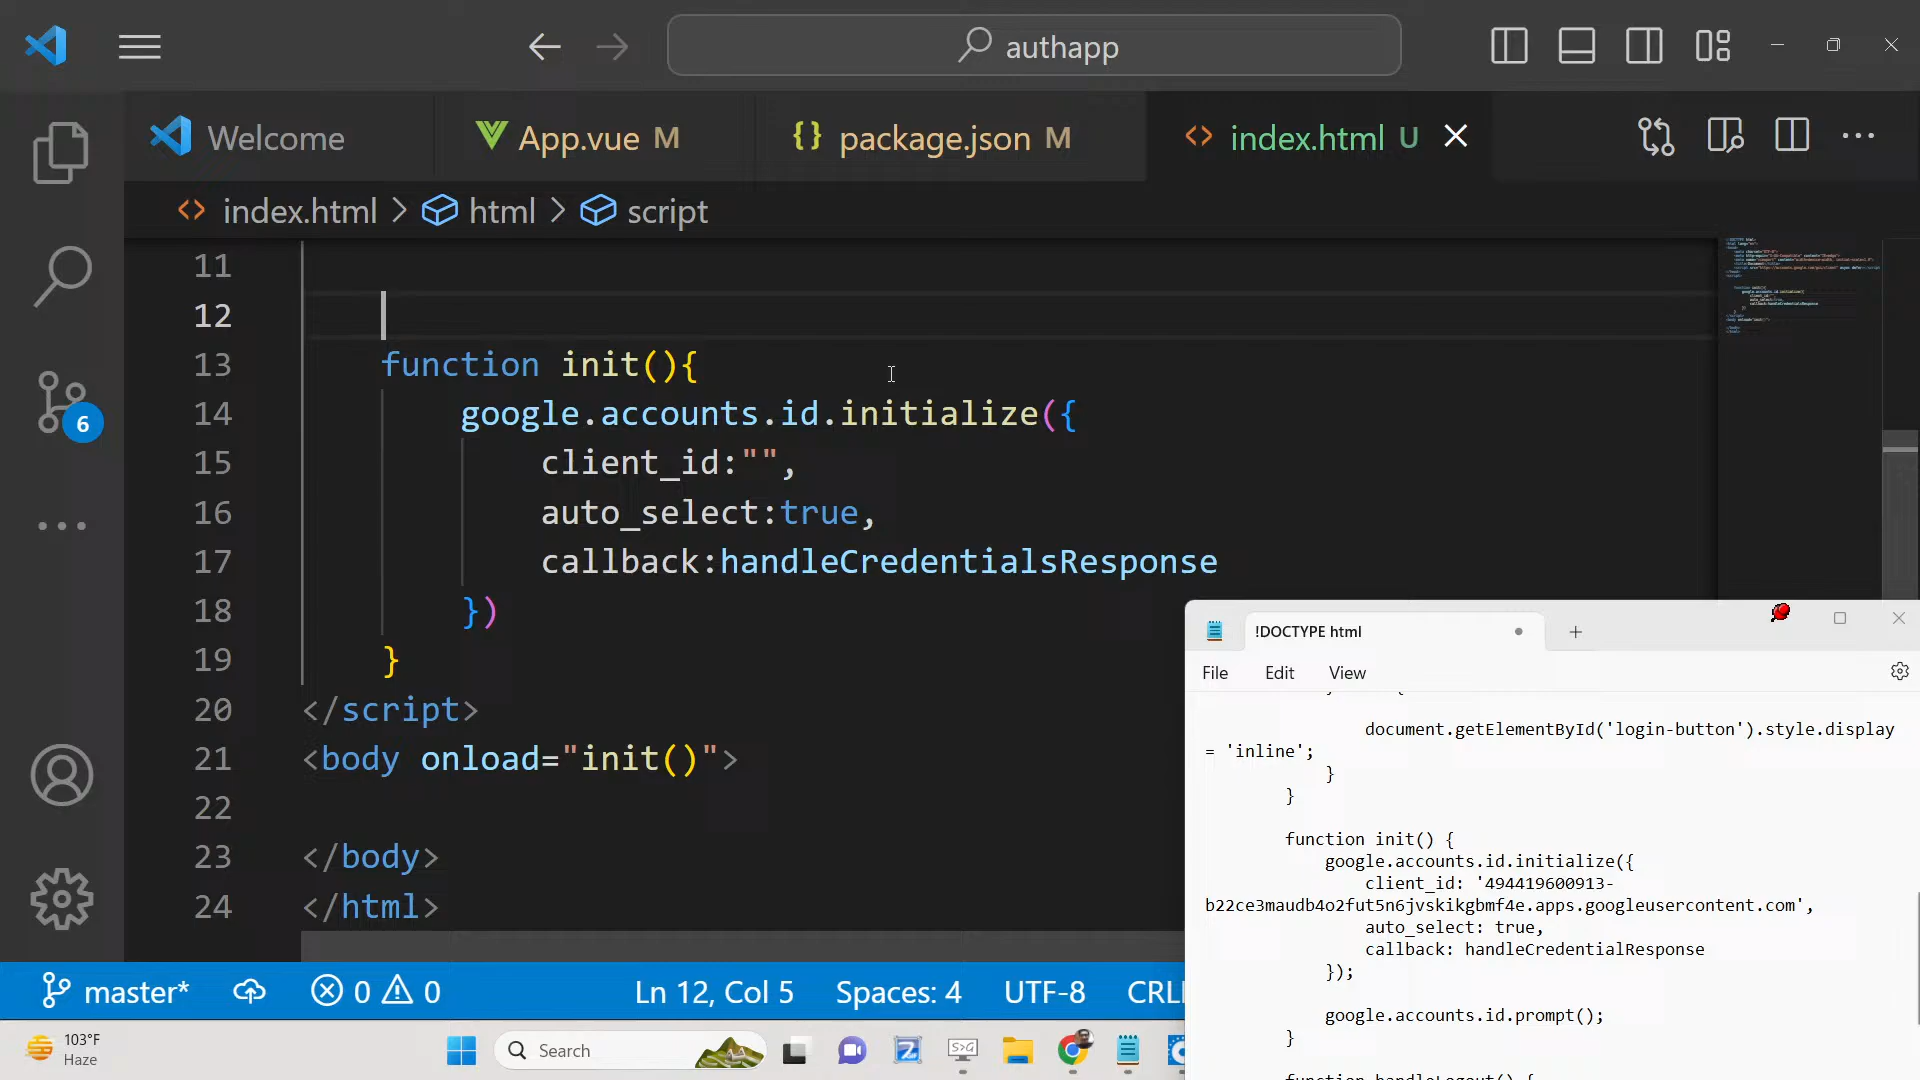 authapp
Welcome
App.vue M
{} package.json M
<> index.html U
<> index.html > html > script
11
12
13 function init(){
14 google.accounts.id.initialize({
15 client_id:"",
16 auto_select:true,
17 callback:handleCredentialsResponse
18 })
19 }
20 </script>
21 <body onload="init()">
22
23 </body>
24 </html>
6
!DOCTYPE html
File Edit View
document.getElementById('login-button').style.display
= 'inline';
}
}
function init() {
google.accounts.id.initialize({
client_id: '494419600913-
b22ce3maudb4o2fut5n6jvskikgbmf4e.apps.googleusercontent.com',
auto_select: true,
callback: handleCredentialResponse
});
google.accounts.id.prompt();
}
master* 0 0 Ln 12, Col 5 Spaces: 4 UTF-8 CRL
103°F
Haze
Search